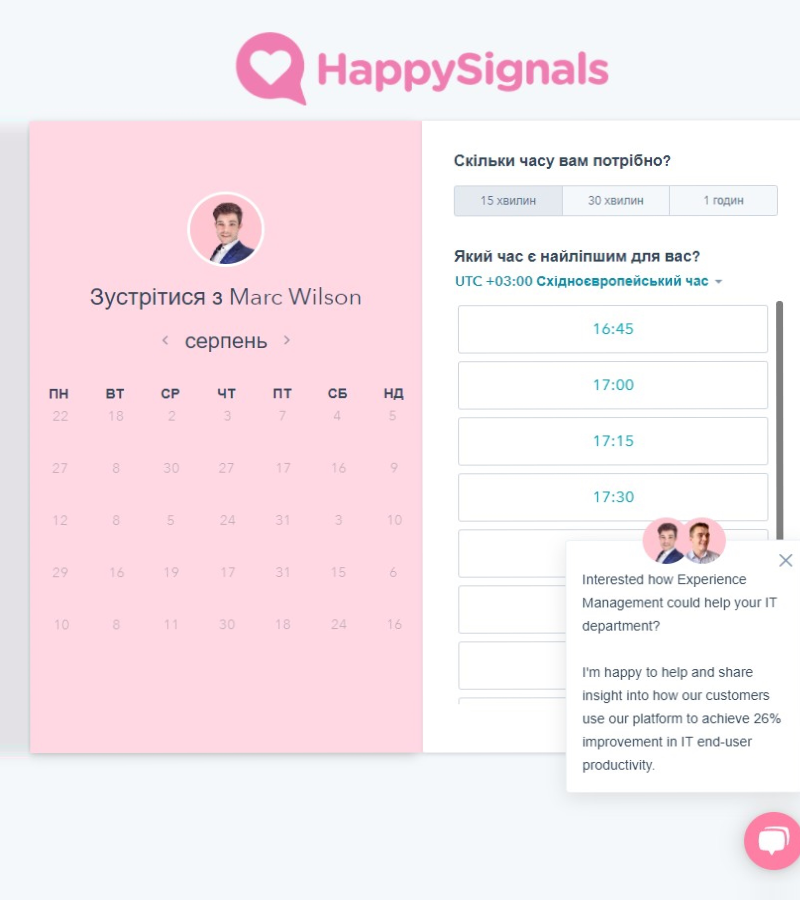 HappySignals
Зустрітися з Marc Wilson
серпень
ПН ВТ СР ЧТ ПТ СБ НД
22 18 2 3 7 4 5
27 8 30 27 17 16 9
12 8 5 24 31 3 10
29 16 19 17 31 15 6
10 8 11 30 18 24 16
Скільки часу вам потрібно?
15 хвилин 30 хвилин 1 годин
Який час є найліпшим для вас?
UTC +03:00 Східноєвропейський час
16:45
17:00
17:15
17:30
Interested how Experience
Management could help your IT
department?
I'm happy to help and share
insight into how our customers
use our platform to achieve 26%
improvement in IT end-user
productivity.